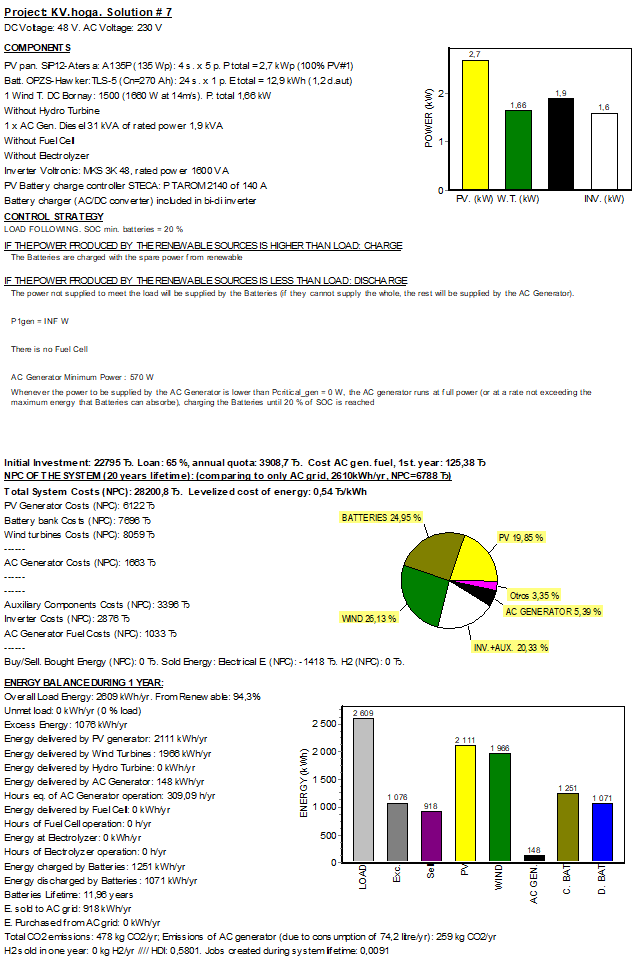 Project: KV.hoga. Solution # 7
DC Voltage: 48 V. AC Voltage: 230 V
COMPONENTS
PV pan. SiP12-Atersa: A135P (135 Wp): 4 s. x 5 p. P total = 2,7 kWp (100% PV#1)
Batt. OPZS-Hawker:TLS-5 (Cn=270 Ah): 24 s. x 1 p. E total = 12,9 kWh (1,2 d.aut)
1 Wind T. DC Bornay: 1500 (1660 W at 14m/s). P. total 1,66 kW
Without Hydro Turbine
1 x AC Gen. Diesel 3.1 kVA of rated power 1,9 kVA
Without Fuel Cell
Without Electrolyzer
Inverter Voltronic: MKS 3K 48, rated power 1600 VA
PV Battery charge controller STECA: PTAROM 2140 of 140 A
Battery charger (AC/DC converter) included in bi-di inverter
POWER (kW)
2
1
0
2,7
1,66
1,9
1,6
PV. (kW) W.T. (kW) INV. (kW)
CONTROL STRATEGY
LOAD FOLLOWING. SOC min. batteries = 20 %
IF THE POWER PRODUCED BY THE RENEWABLE SOURCES IS HIGHER THAN LOAD: CHARGE
The Batteries are charged with the spare power from renewable
IF THE POWER PRODUCED BY THE RENEWABLE SOURCES IS LESS THAN LOAD: DISCHARGE
The power not supplied to meet the load will be supplied by the Batteries (if they cannot supply the whole, the rest will be supplied by the AC Generator).
P1gen = INF W
There is no Fuel Cell
AC Generator Minimum Power : 570 W
Whenever the power to be supplied by the AC Generator is lower than Pcritical_gen = 0 W, the AC generator runs at full power (or at a rate not exceeding the
maximum energy that Batteries can absorbe), charging the Batteries until 20 % of SOC is reached
Initial Investment: 22795 Ђ. Loan: 65 %, annual quota: 3908,7 Ђ. Cost AC gen. fuel, 1st. year: 125,38 Ђ
NPC OF THE SYSTEM (20 years lifetime): (comparing to only AC grid, 2610kWh/yr, NPC=6788 Ђ)
Total System Costs (NPC): 28200,8 Ђ. Levelized cost of energy: 0,54 Ђ/kWh
PV Generator Costs (NPC): 6122 Ђ
Battery bank Costs (NPC): 7696 Ђ
Wind turbines Costs (NPC): 8059 Ђ
------
AC Generator Costs (NPC): 1663 Ђ
------
------
Auxiliary Components Costs (NPC): 3396 Ђ
Inverter Costs (NPC): 2876 Ђ
AC Generator Fuel Costs (NPC): 1033 Ђ
------
Buy/Sell. Bought Energy (NPC): 0 Ђ. Sold Energy: Electrical E. (NPC): -1418 Ђ. H2 (NPC): 0 Ђ.
BATTERIES 24,95 %
PV 19,85 %
Otros 3,35 %
AC GENERATOR 5,39 %
WIND 26,13 %
INV.+AUX. 20,33 %
ENERGY BALANCE DURING 1 YEAR:
Overall Load Energy: 2609 kWh/yr. From Renewable: 94,3%
Unmet load: 0 kWh/yr (0 % load)
Excess Energy: 1076 kWh/yr
Energy delivered by PV generator: 2111 kWh/yr
Energy delivered by Wind Turbines: 1966 kWh/yr
Energy delivered by Hydro Turbine: 0 kWh/yr
Energy delivered by AC Generator: 148 kWh/yr
Hours eq. of AC Generator operation: 309,09 h/yr
Energy delivered by Fuel Cell: 0 kWh/yr
Hours of Fuel Cell operation: 0 h/yr
Energy at Electrolyzer: 0 kWh/yr
Hours of Electrolyer operation: 0 h/yr
Energy charged by Batteries: 1251 kWh/yr
Energy discharged by Batteries : 1071 kWh/yr
Batteries Lifetime: 11,96 years
E. sold to AC grid: 918 kWh/yr
E. Purchased from AC grid: 0 kWh/yr
Total CO2 emissions: 478 kg CO2/yr; Emissions of AC generator (due to consumption of 74,2 litre/yr): 259 kg CO2/yr
H2 sold in one year: 0 kg H2/yr //// HDI: 0,5801. Jobs created during system lifetime: 0,0091
ENERGY (kWh)
2 500
2 000
1 500
1 000
500
0
2 609
1 076
918
2 111
1 966
148
1 251
1 071
LOAD
Exc.
Sell
PV
WIND
AC GEN.
C. BAT
D. BAT